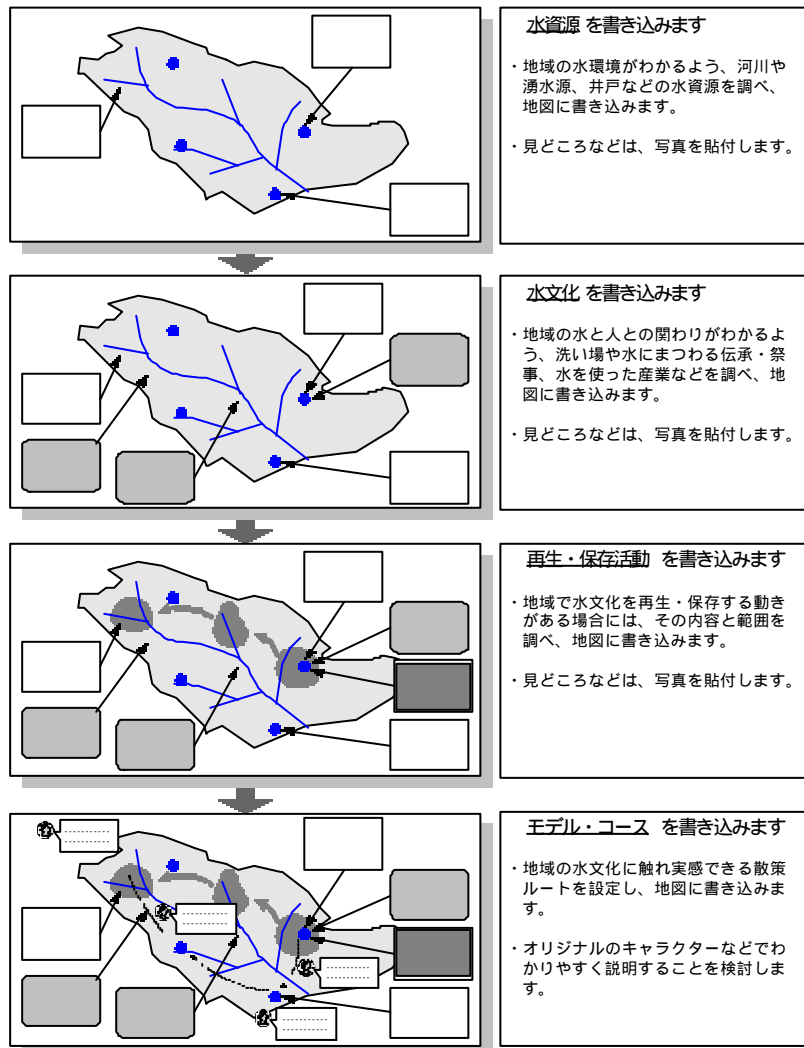 水資源 を書き込みます
・地域の水環境がわかるよう、河川や
湧水源、井戸などの水資源を調べ、
地図に書き込みます。
・見どころなどは、写真を貼付します。
水文化 を書き込みます
・地域の水と人との関わりがわかるよ
う、洗い場や水にまつわる伝承・祭
事、水を使った産業などを調べ、地
図に書き込みます。
・見どころなどは、写真を貼付します。
再生・保存活動 を書き込みます
・地域で水文化を再生・保存する動き
がある場合には、その内容と範囲を
調べ、地図に書き込みます。
・見どころなどは、写真を貼付します。
モデル・コース を書き込みます
・地域の水文化に触れ実感できる散策
ルートを設定し、地図に書き込みま
す。
・オリジナルのキャラクターなどでわ
かりやすく説明することを検討しま
す。